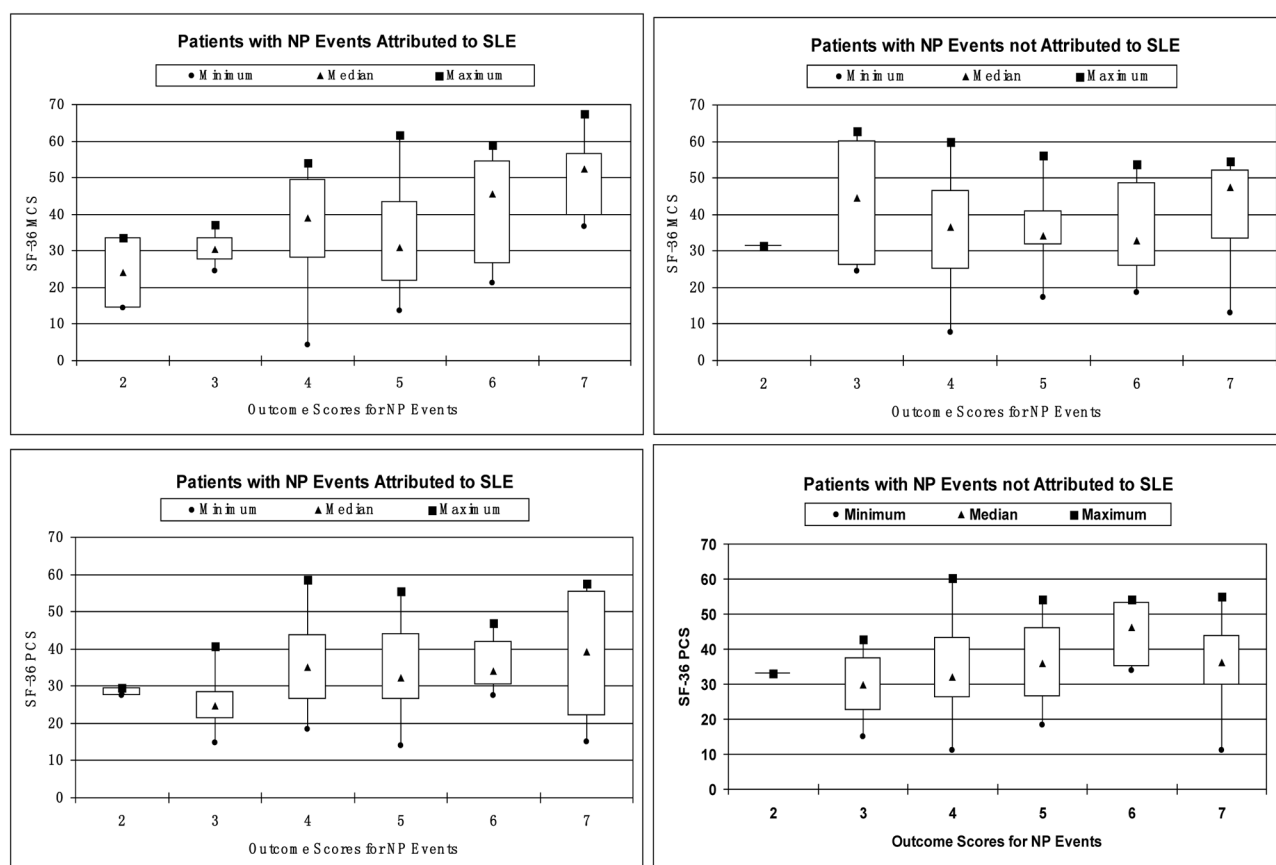 Patients with NP Events Attributed to SLE
Minimum Median Maximum
SF-36 MCS
70
60
50
40
30
20
10
0
2 3 4 5 6 7
Outcome Scores for NP Events
Patients with NP Events not Attributed to SLE
Minimum Median Maximum
SF-36 MCS
70
60
50
40
30
20
10
0
2 3 4 5 6 7
Outcome Scores for NP Events
Patients with NP Events Attributed to SLE
Minimum Median Maximum
SF-36 PCS
70
60
50
40
30
20
10
0
2 3 4 5 6 7
Outcome Scores for NP Events
Patients with NP Events not Attributed to SLE
Minimum Median Maximum
SF-36 PCS
70
60
50
40
30
20
10
0
2 3 4 5 6 7
Outcome Scores for NP Events